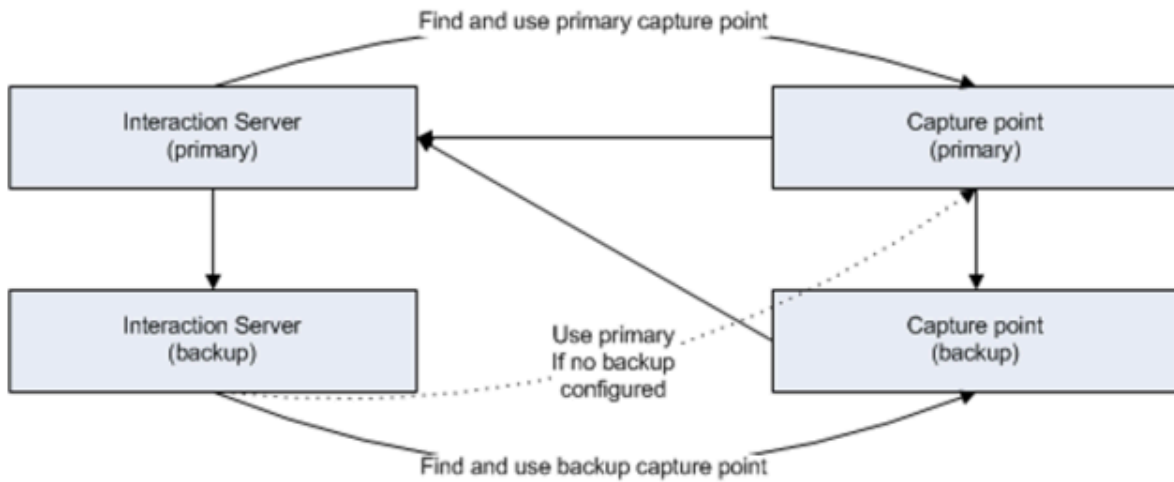 Find and use primary capture point
Interaction Server
(primary)
Capture point
(primary)
Interaction Server
(backup)
Use primary
If no backup
configured
Capture point
(backup)
Find and use backup capture point